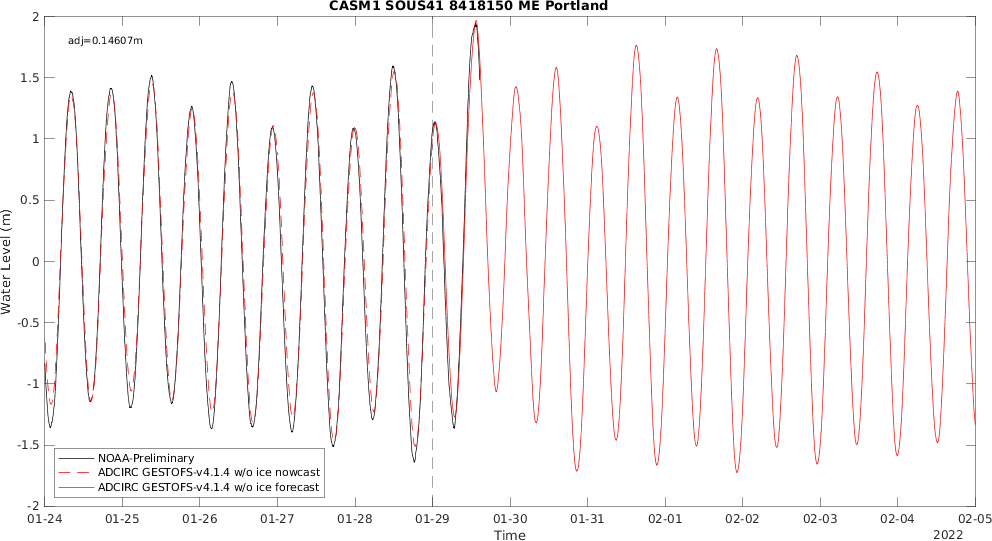 CASM1 SOUS41 8418150 ME Portland
adj=0.14607m
2
1.5
1
0.5
0
-0.5
-1
-1.5
-2
Water Level (m)
NOAA-Preliminary
ADCIRC GESTOFS-v4.1.4 w/o ice nowcast
ADCIRC GESTOFS-v4.1.4 w/o ice forecast
01-24 01-25 01-26 01-27 01-28 01-29 01-30 01-31 02-01 02-02 02-03 02-04 02-05
Time
2022